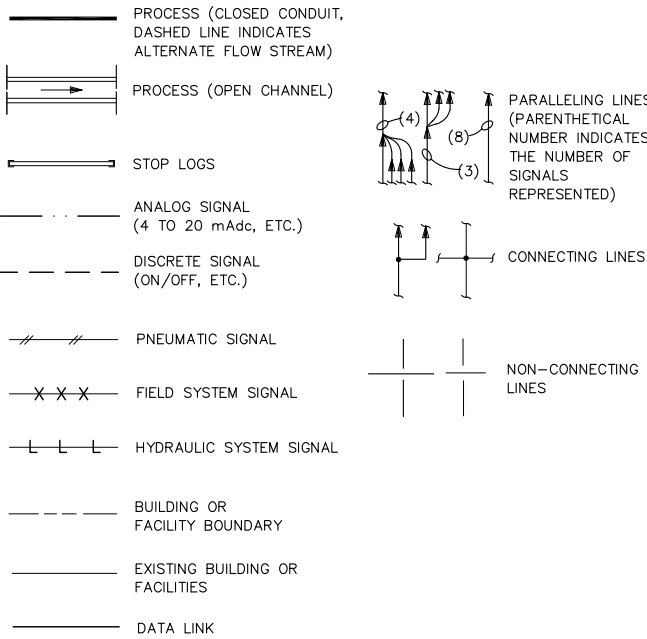 PROCESS (CLOSED CONDUIT,
DASHED LINE INDICATES
ALTERNATE FLOW STREAM)
PROCESS (OPEN CHANNEL)
STOP LOGS
ANALOG SIGNAL
(4 TO 20 mAdc, ETC.)
DISCRETE SIGNAL
(ON/OFF, ETC.)
PNEUMATIC SIGNAL
FIELD SYSTEM SIGNAL
HYDRAULIC SYSTEM SIGNAL
BUILDING OR
FACILITY BOUNDARY
EXISTING BUILDING OR
FACILITIES
DATA LINK
(4)
(8)
(3)
PARALLELING LINES
(PARENTHETICAL
NUMBER INDICATES
THE NUMBER OF
SIGNALS
REPRESENTED)
CONNECTING LINES
NON-CONNECTING
LINES